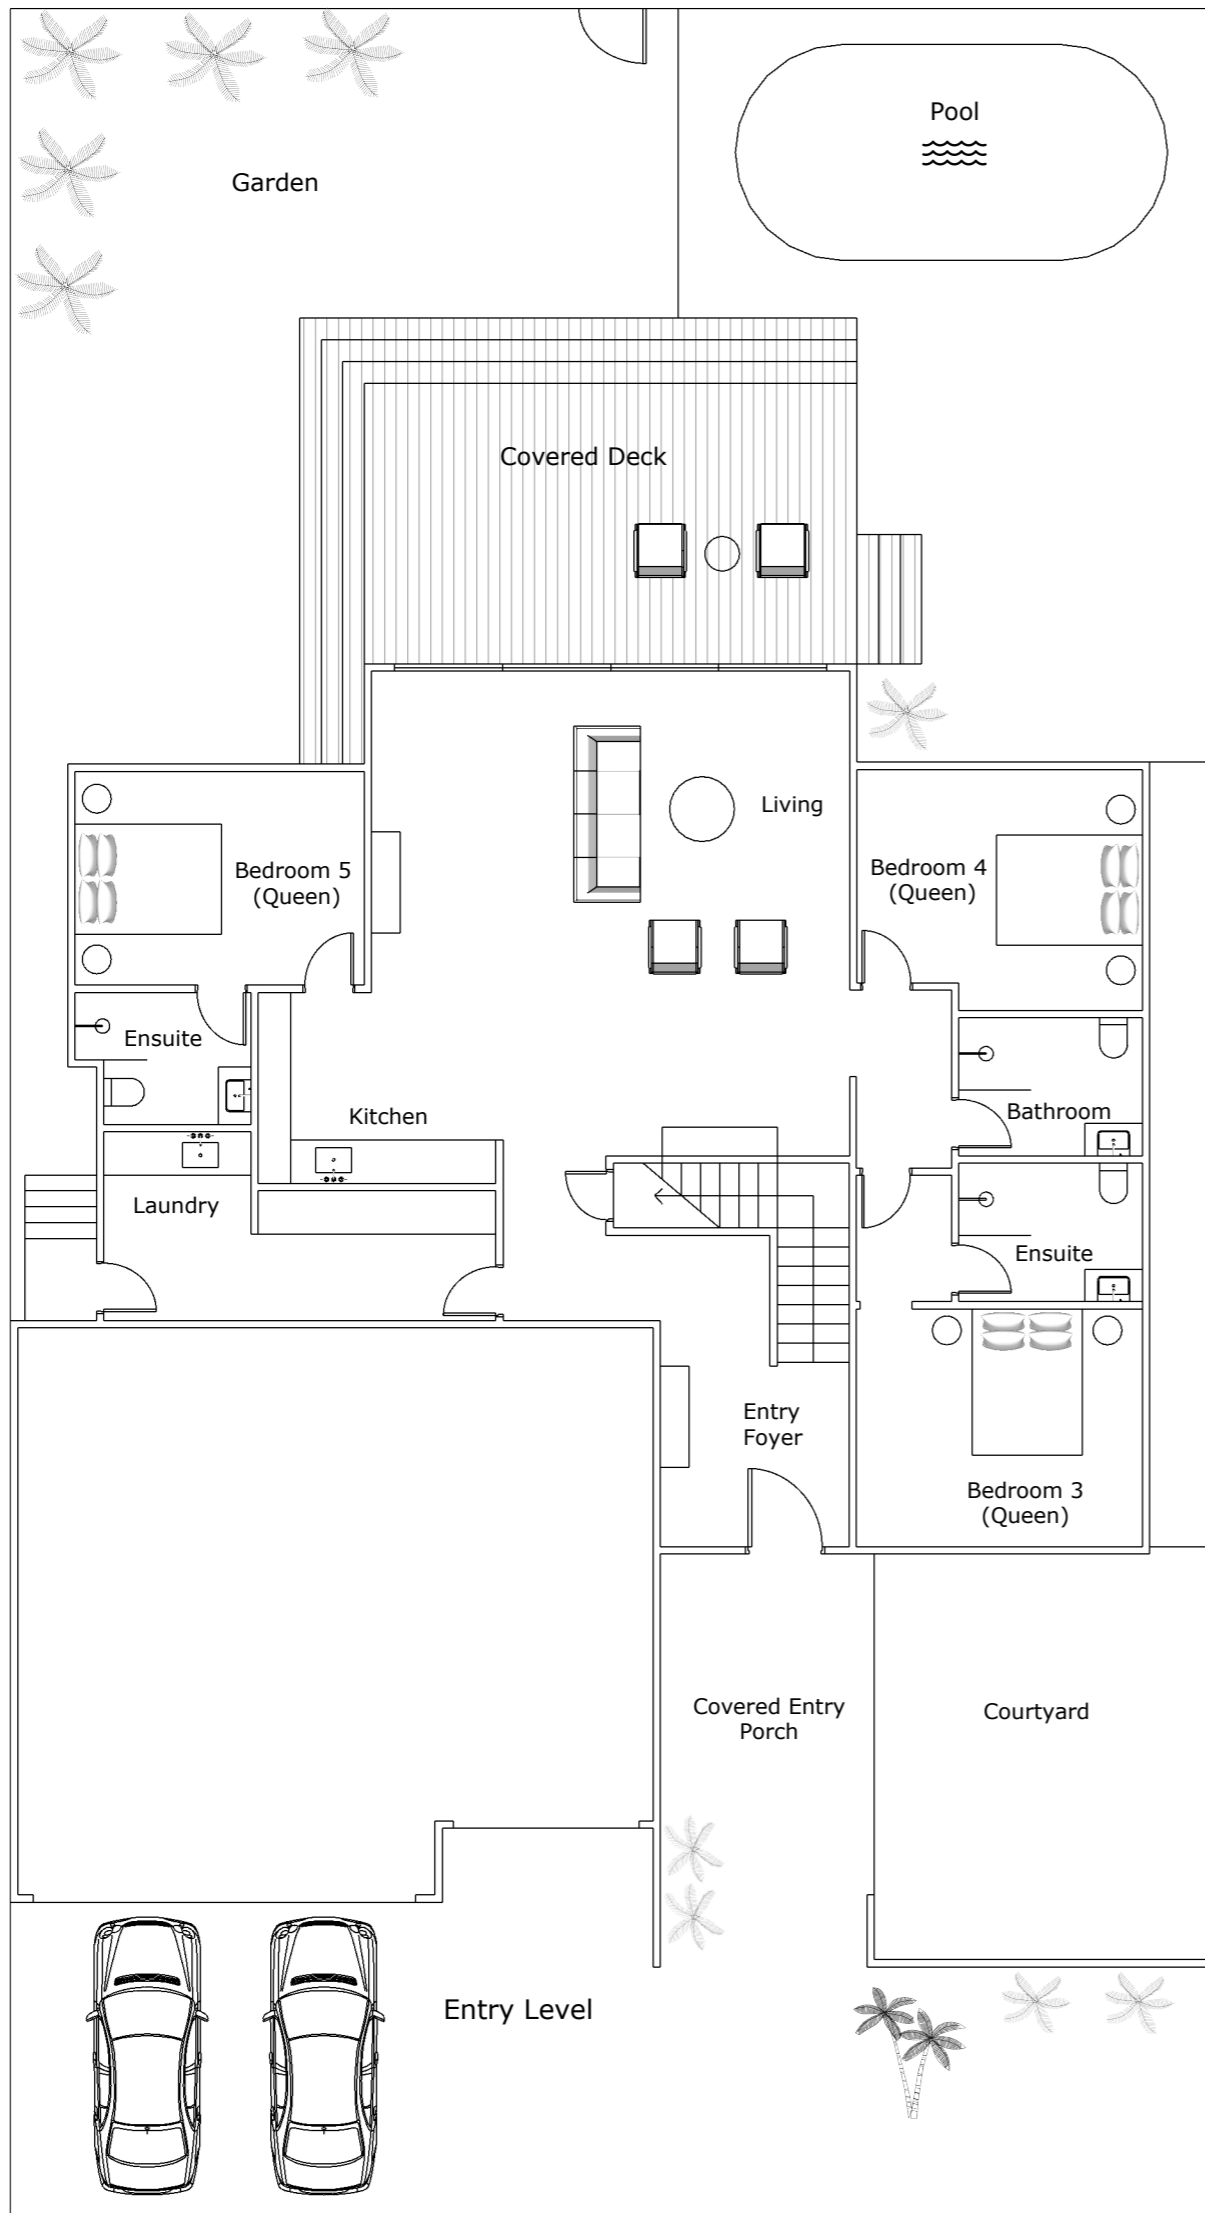 Pool
Garden
Covered Deck
Living
Bedroom 5
(Queen)
Bedroom 4
(Queen)
Ensuite
Kitchen
Bathroom
Laundry
Ensuite
Entry
Foyer
Bedroom 3
(Queen)
Covered Entry
Porch
Courtyard
Entry Level